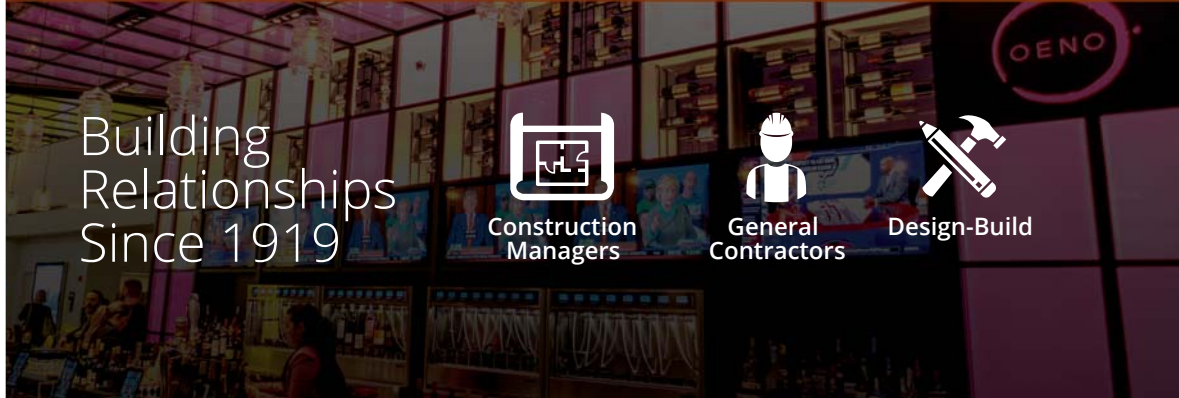 OENO
Building
Relationships
Since 1919
Construction
Managers
General
Contractors
Design-Build